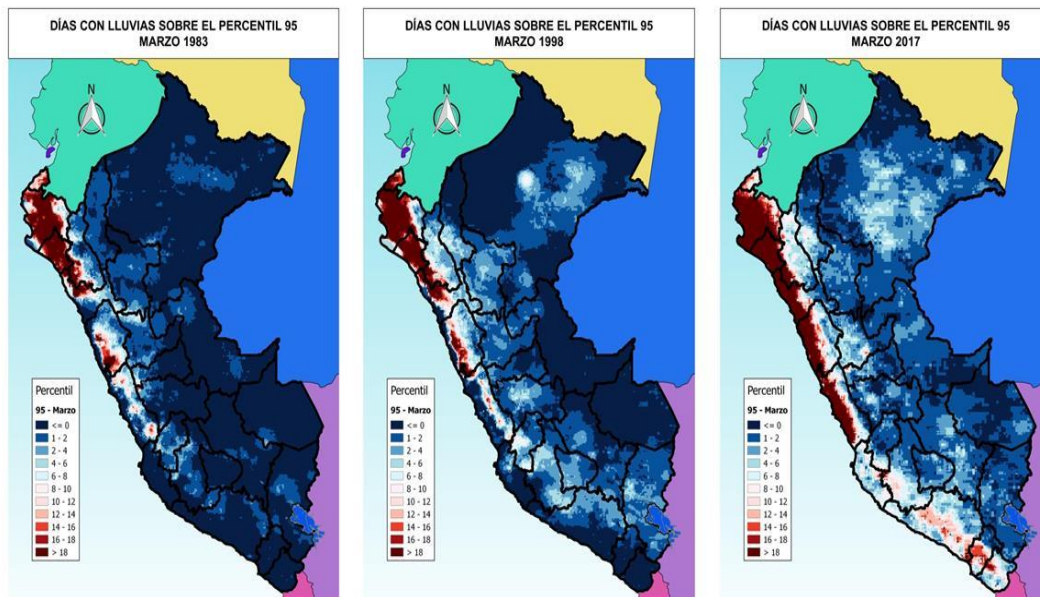 DÍAS CON LLUVIAS SOBRE EL PERCENTIL 95
MARZO 1983
N
Percentil
95 - Marzo
<= 0
1 - 2
2 - 4
4 - 6
6 - 8
8 - 10
10 - 12
12 - 14
14 - 16
16 - 18
> 18
DÍAS CON LLUVIAS SOBRE EL PERCENTIL 95
MARZO 1998
N
Percentil
95 - Marzo
<= 0
1 - 2
2 - 4
4 - 6
6 - 8
8 - 10
10 - 12
12 - 14
14 - 16
16 - 18
> 18
DÍAS CON LLUVIAS SOBRE EL PERCENTIL 95
MARZO 2017
N
Percentil
95 - Marzo
<= 0
1 - 2
2 - 4
4 - 6
6 - 8
8 - 10
10 - 12
12 - 14
14 - 16
16 - 18
> 18